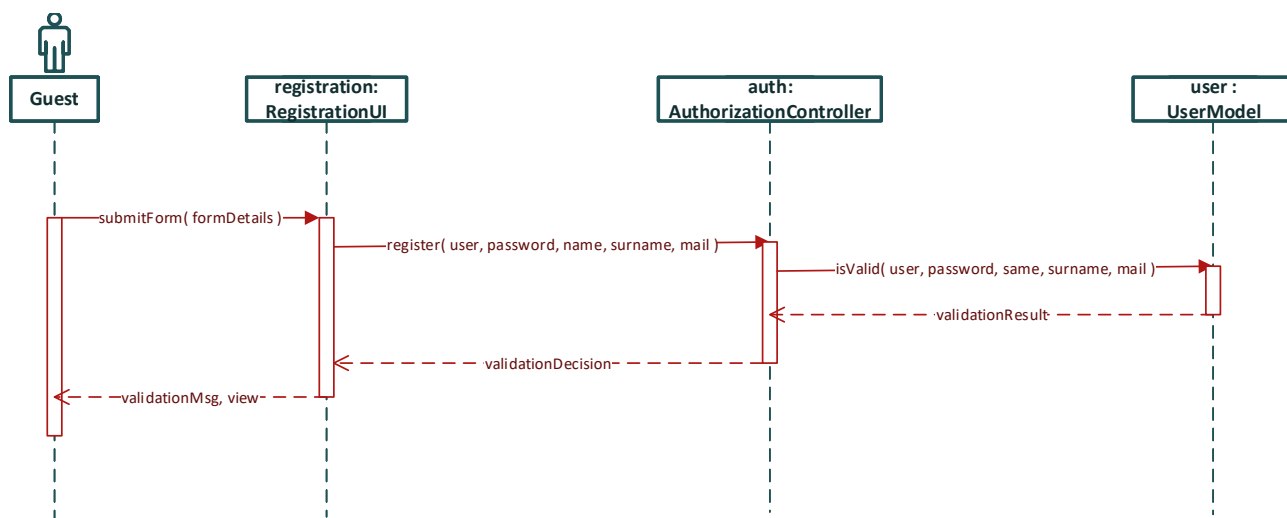 Guest
registration:
RegistrationUI
auth:
AuthorizationController
user :
UserModel
submitForm( formDetails )
register( user, password, name, surname, mail )
isValid( user, password, same, surname, mail )
validationResult
validationDecision
validationMsg, view